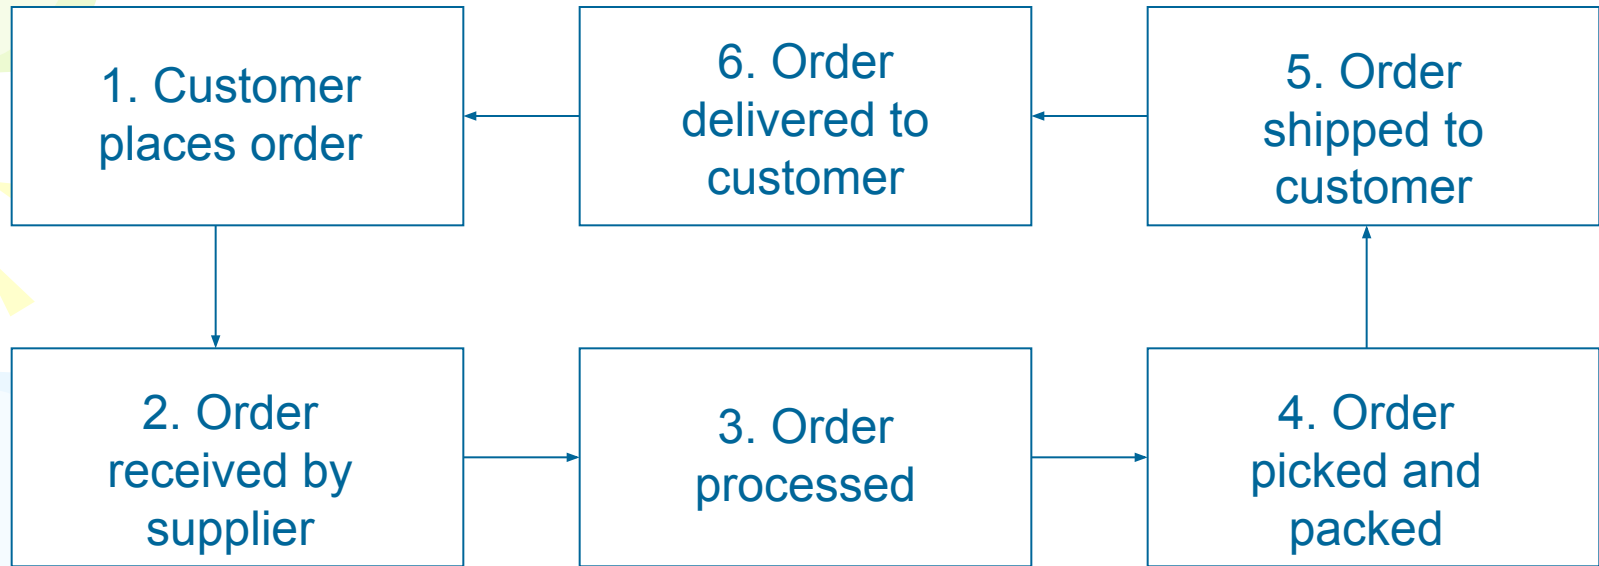 1. Customer
places order
6. Order
delivered to
customer
5. Order
shipped to
customer
2. Order
received by
supplier
3. Order
processed
4. Order
picked and
packed